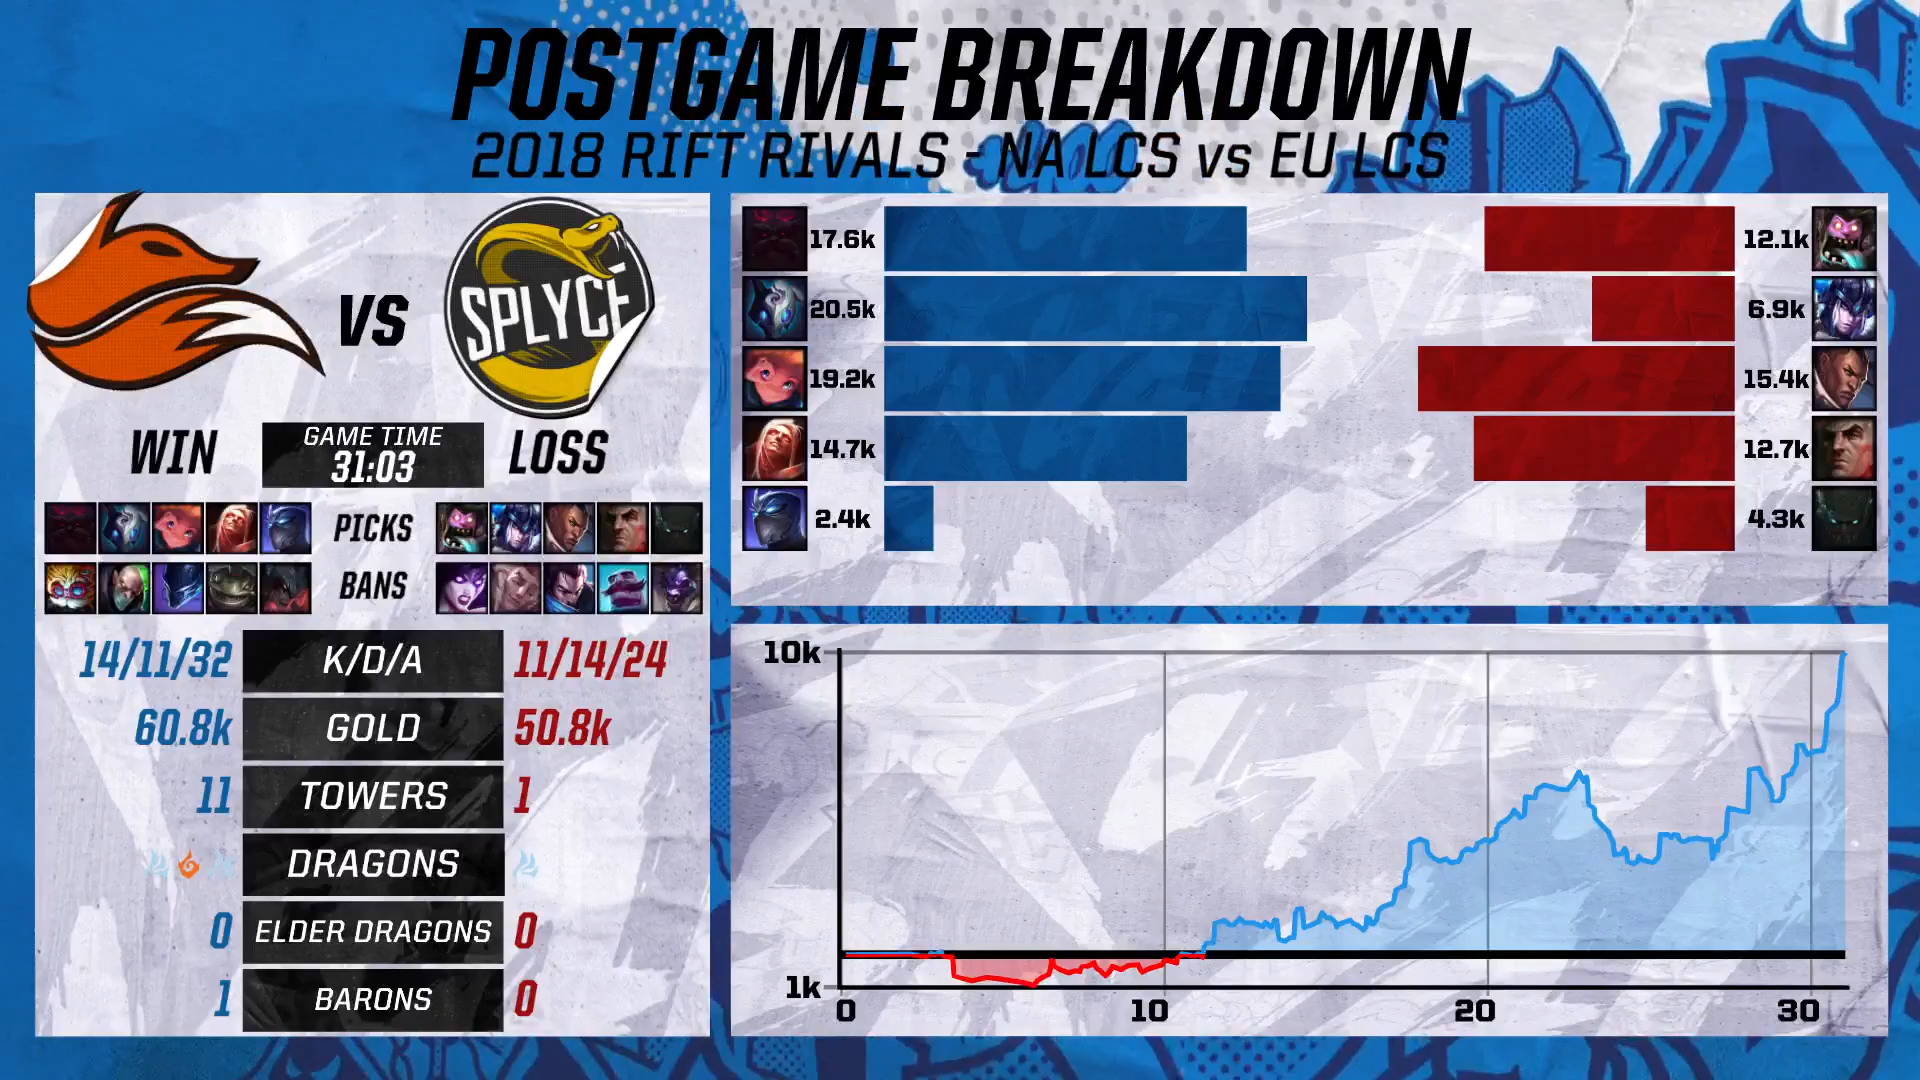 POSTGAME BREAKDOWN
2018 RIFT RIVALS - NA LCS vs EU LCS
VS
SPLYCE
WIN
GAME TIME
31:03
LOSS
PICKS
BANS
14/11/32 K/D/A 11/14/24
60.8k GOLD 50.8k
11 TOWERS 1
DRAGONS
0 ELDER DRAGONS 0
1 BARONS 0
17.6k 12.1k
20.5k 6.9k
19.2k 15.4k
14.7k 12.7k
2.4k 4.3k
10k
1k
0 10 20 30